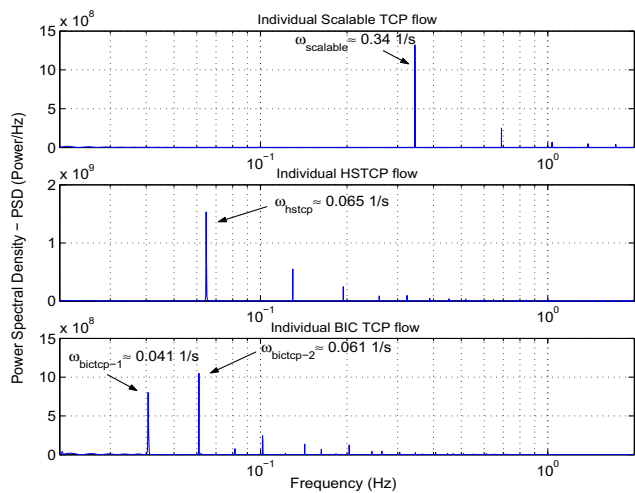 Power Spectral Density − PSD (Power/Hz)
x 10^8
Individual Scalable TCP flow
15
10
5
0
ω_scalable ≈ 0.34 1/s
10^−1
10^0
x 10^9
Individual HSTCP flow
2
1
0
ω_hstcp ≈ 0.065 1/s
10^−1
10^0
x 10^8
Individual BIC TCP flow
15
10
5
0
ω_bictcp−1 ≈ 0.041 1/s
ω_bictcp−2 ≈ 0.061 1/s
10^−1
10^0
Frequency (Hz)